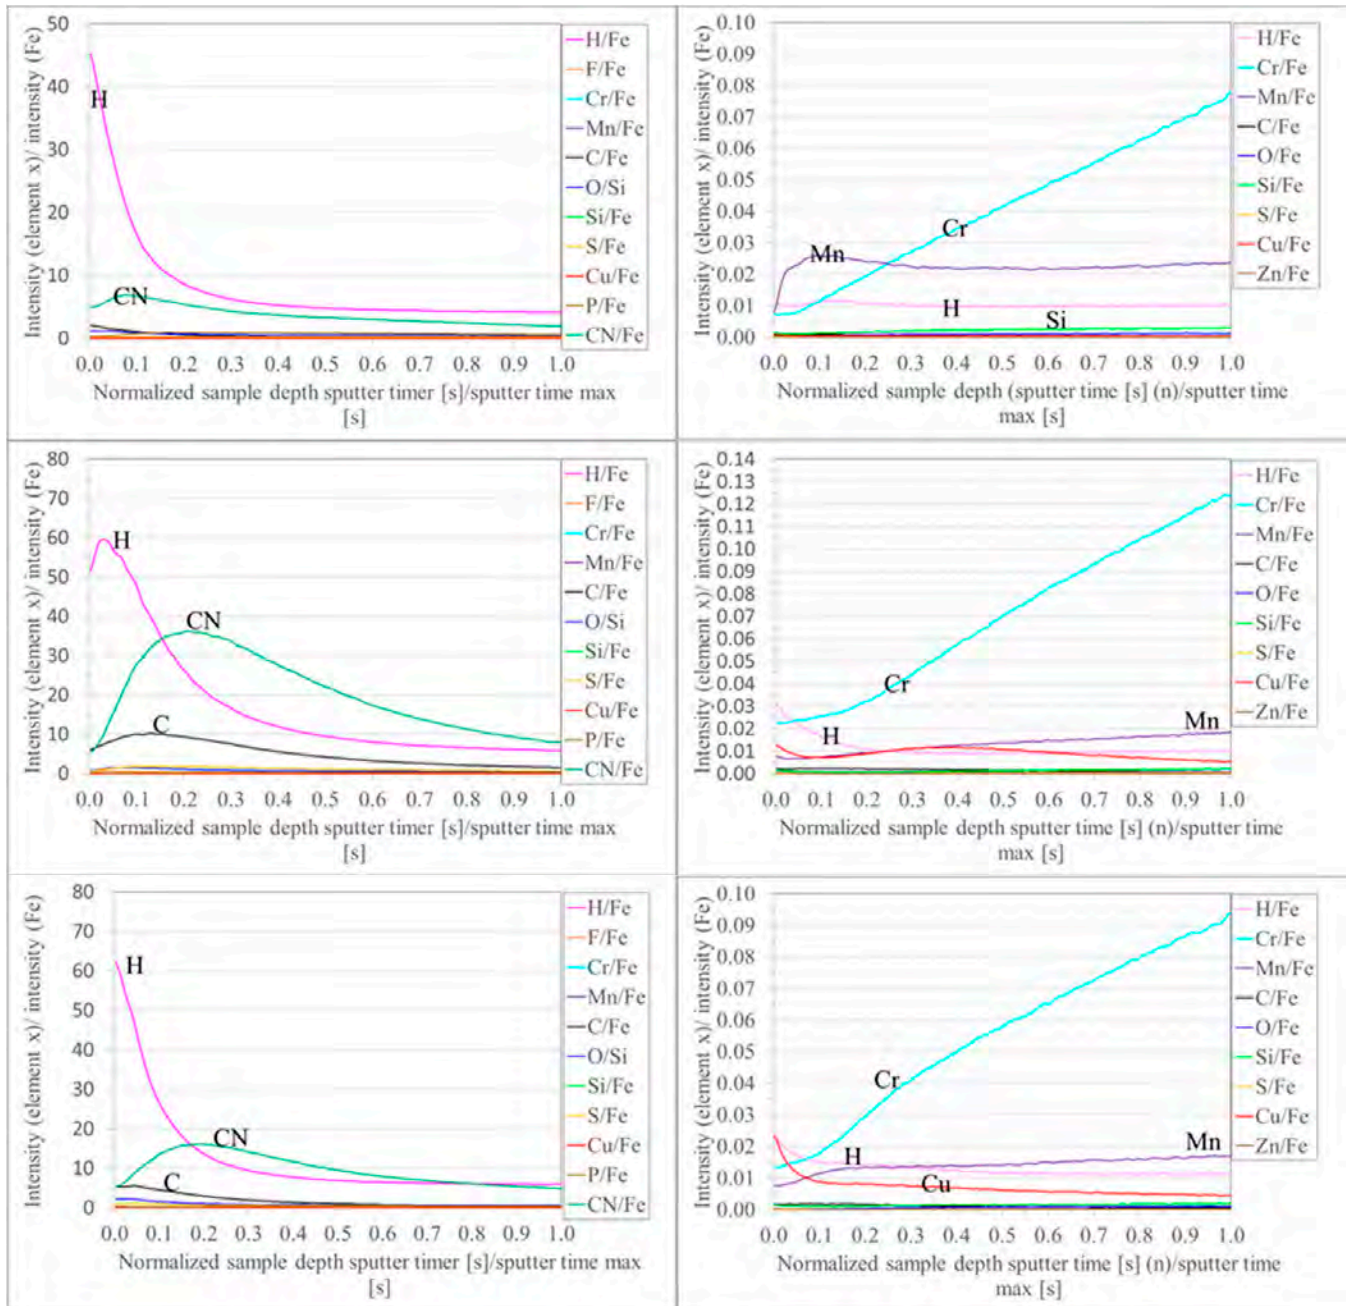 Intensity (element x)/ intensity (Fe)
50
40
30
20
10
0
H
CN
0.0 0.1 0.2 0.3 0.4 0.5 0.6 0.7 0.8 0.9 1.0
Normalized sample depth sputter timer [s]/sputter time max
[s]
H/Fe
F/Fe
Cr/Fe
Mn/Fe
C/Fe
O/Si
Si/Fe
S/Fe
Cu/Fe
P/Fe
CN/Fe
Intensity (element x)/ intensity (Fe)
0.10
0.09
0.08
0.07
0.06
0.05
0.04
0.03
0.02
0.01
0.00
Mn
Cr
H
Si
0.0 0.1 0.2 0.3 0.4 0.5 0.6 0.7 0.8 0.9 1.0
Normalized sample depth (sputter time [s] (n)/sputter time
max [s]
H/Fe
Cr/Fe
Mn/Fe
C/Fe
O/Fe
Si/Fe
S/Fe
Cu/Fe
Zn/Fe
Intensity (element x)/ intensity (Fe)
80
70
60
50
40
30
20
10
0
H
CN
C
0.0 0.1 0.2 0.3 0.4 0.5 0.6 0.7 0.8 0.9 1.0
Normalized sample depth sputter timer [s]/sputter time max
[s]
H/Fe
F/Fe
Cr/Fe
Mn/Fe
C/Fe
O/Si
Si/Fe
S/Fe
Cu/Fe
P/Fe
CN/Fe
Intensity (element x)/ intensity (Fe)
0.14
0.13
0.12
0.11
0.10
0.09
0.08
0.07
0.06
0.05
0.04
0.03
0.02
0.01
0.00
Cr
H
Mn
0.0 0.1 0.2 0.3 0.4 0.5 0.6 0.7 0.8 0.9 1.0
Normalized sample depth sputter time [s] (n)/sputter time
max [s]
H/Fe
Cr/Fe
Mn/Fe
C/Fe
O/Fe
Si/Fe
S/Fe
Cu/Fe
Zn/Fe
Intensity (element x)/ intensity (Fe)
80
70
60
50
40
30
20
10
0
H
CN
C
0.0 0.1 0.2 0.3 0.4 0.5 0.6 0.7 0.8 0.9 1.0
Normalized sample depth sputter timer [s]/sputter time max
[s]
H/Fe
F/Fe
Cr/Fe
Mn/Fe
C/Fe
O/Si
Si/Fe
S/Fe
Cu/Fe
P/Fe
CN/Fe
Intensity (element x)/ intensity (Fe)
0.10
0.09
0.08
0.07
0.06
0.05
0.04
0.03
0.02
0.01
0.00
Cr
H
Mn
Cu
0.0 0.1 0.2 0.3 0.4 0.5 0.6 0.7 0.8 0.9 1.0
Normalized sample depth sputter time [s] (n)/sputter time
max [s]
H/Fe
Cr/Fe
Mn/Fe
C/Fe
O/Fe
Si/Fe
S/Fe
Cu/Fe
Zn/Fe